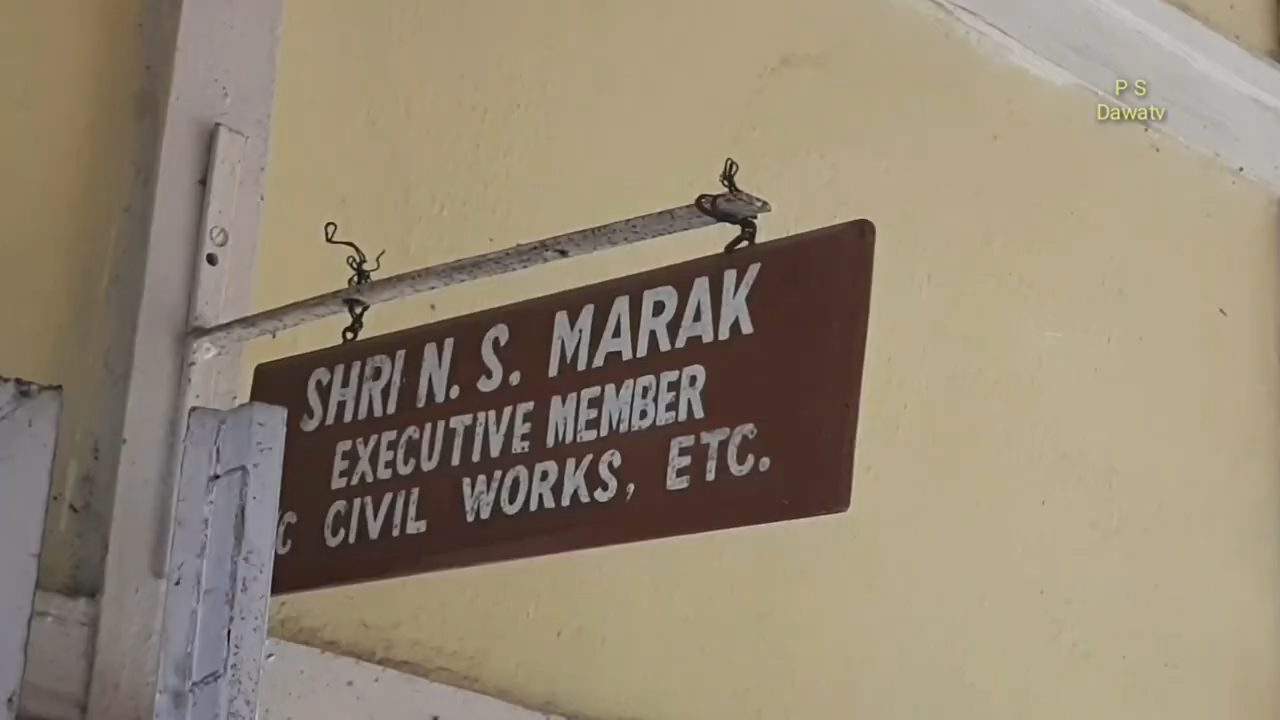 P S
Dawatv
SHRI N. S. MARAK
EXECUTIVE MEMBER
CIVIL WORKS, ETC.